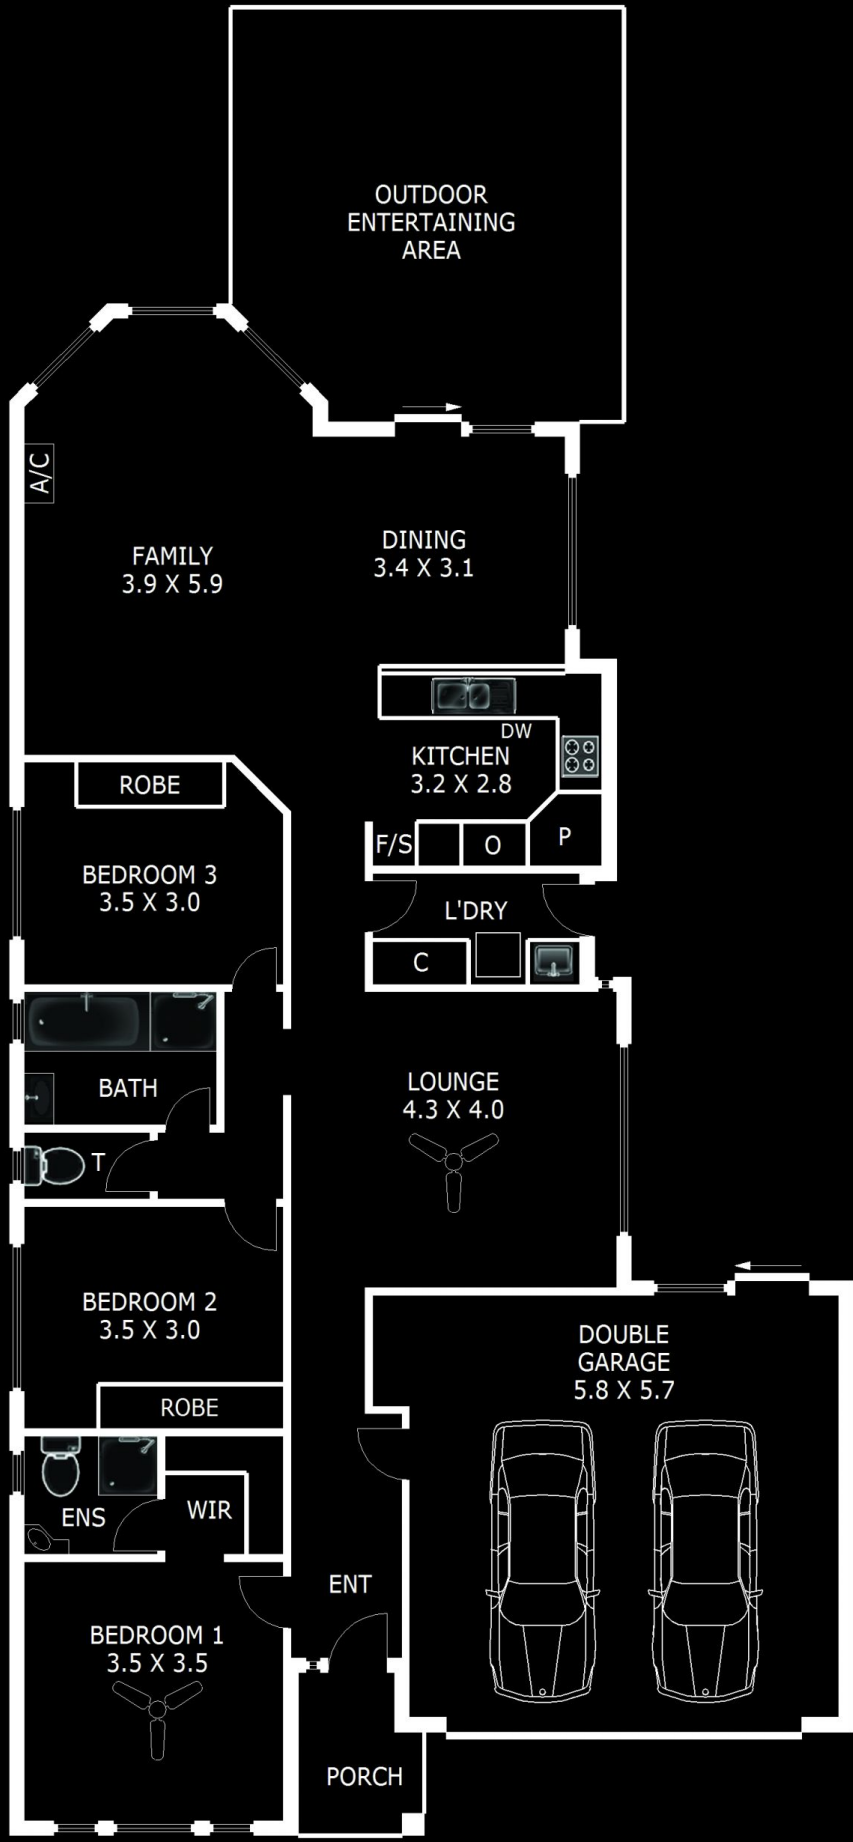 OUTDOOR
ENTERTAINING
AREA
A/C
FAMILY
3.9 X 5.9
DINING
3.4 X 3.1
DW
KITCHEN
3.2 X 2.8
ROBE
F/S
O
P
BEDROOM 3
3.5 X 3.0
L'DRY
C
BATH
LOUNGE
4.3 X 4.0
T
BEDROOM 2
3.5 X 3.0
DOUBLE
GARAGE
5.8 X 5.7
ROBE
ENS
WIR
ENT
BEDROOM 1
3.5 X 3.5
PORCH